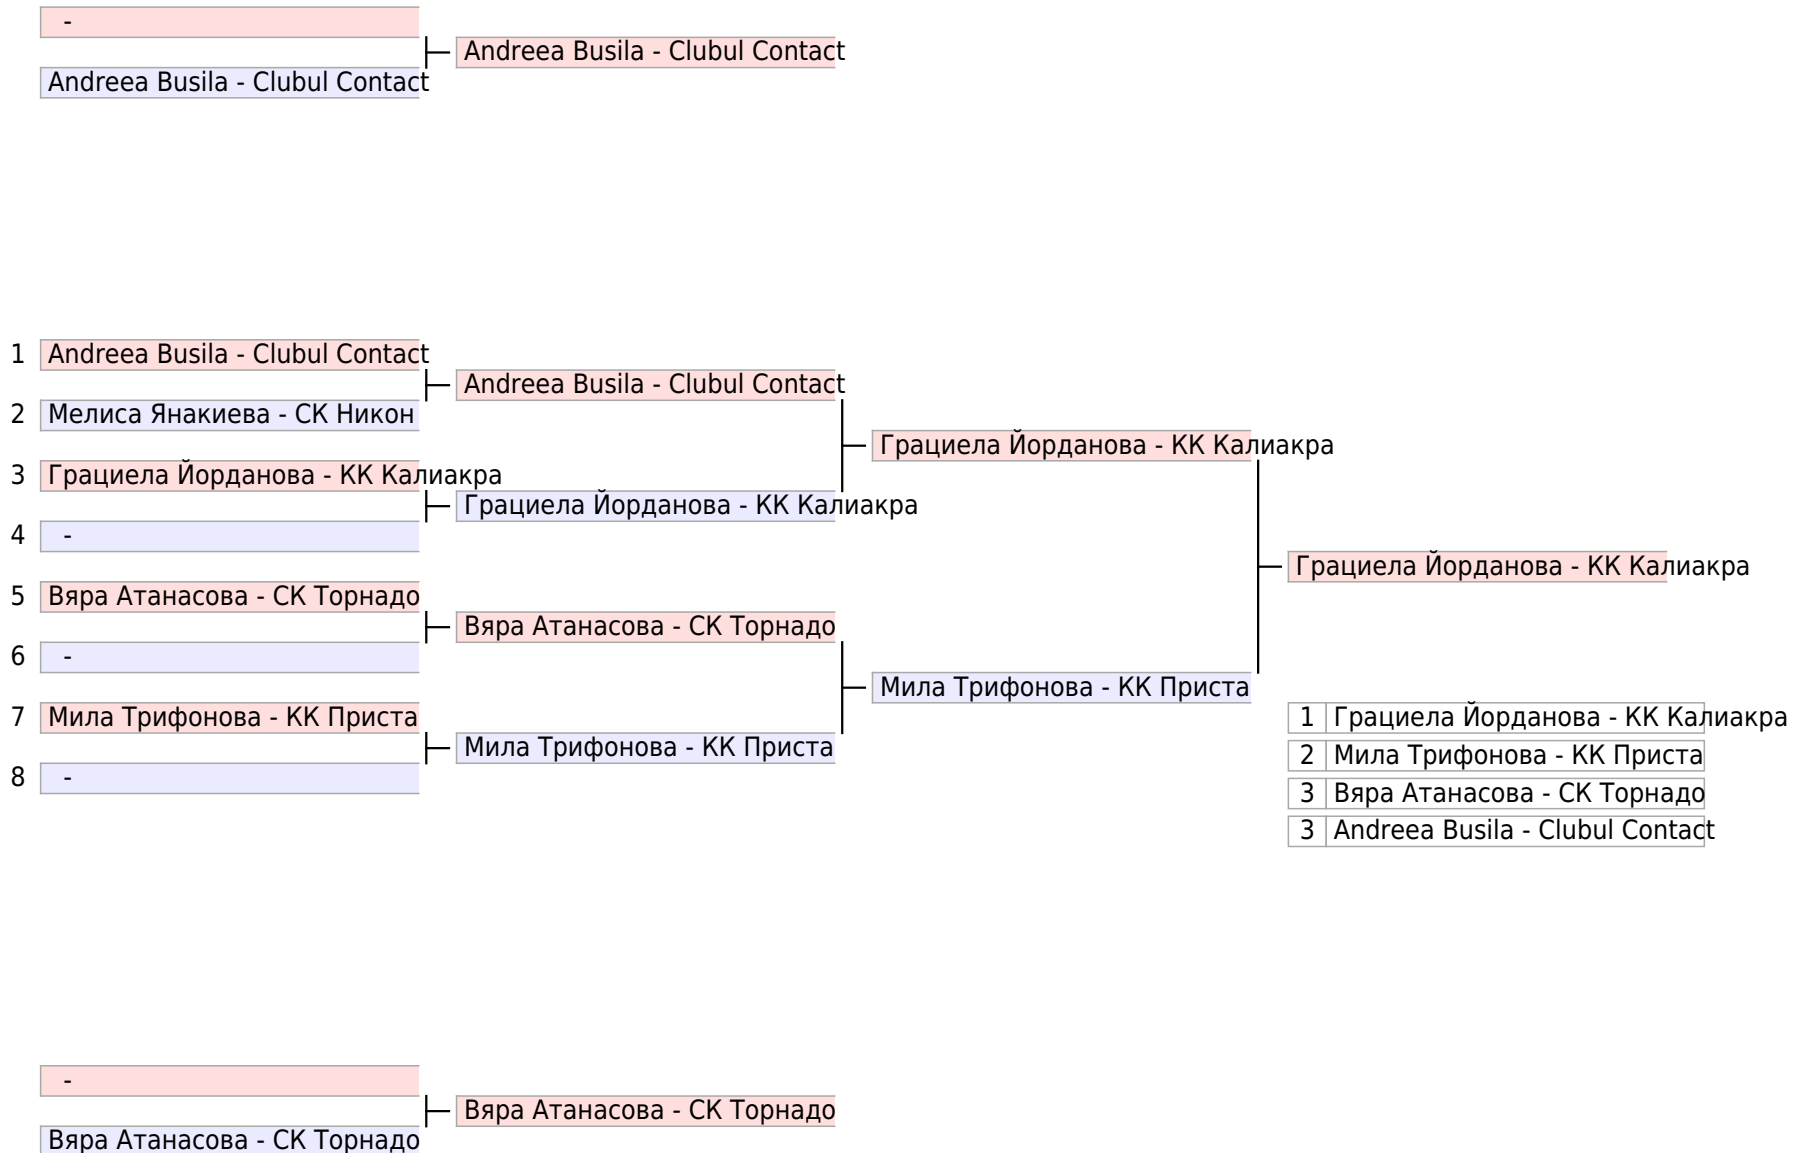 -
Andreea Busila - Clubul Contact
Andreea Busila - Clubul Contact
1 Andreea Busila - Clubul Contact
Andreea Busila - Clubul Contact
2 Мелиса Янакиева - СК Никон
Грациела Йорданова - КК Калиакра
3 Грациела Йорданова - КК Калиакра
Грациела Йорданова - КК Калиакра
4 -
Грациела Йорданова - КК Калиакра
5 Вяра Атанасова - СК Торнадо
Вяра Атанасова - СК Торнадо
6 -
Мила Трифонова - КК Приста
7 Мила Трифонова - КК Приста
1 Грациела Йорданова - КК Калиакра
Мила Трифонова - КК Приста
2 Мила Трифонова - КК Приста
8 -
3 Вяра Атанасова - СК Торнадо
3 Andreea Busila - Clubul Contact
-
Вяра Атанасова - СК Торнадо
Вяра Атанасова - СК Торнадо